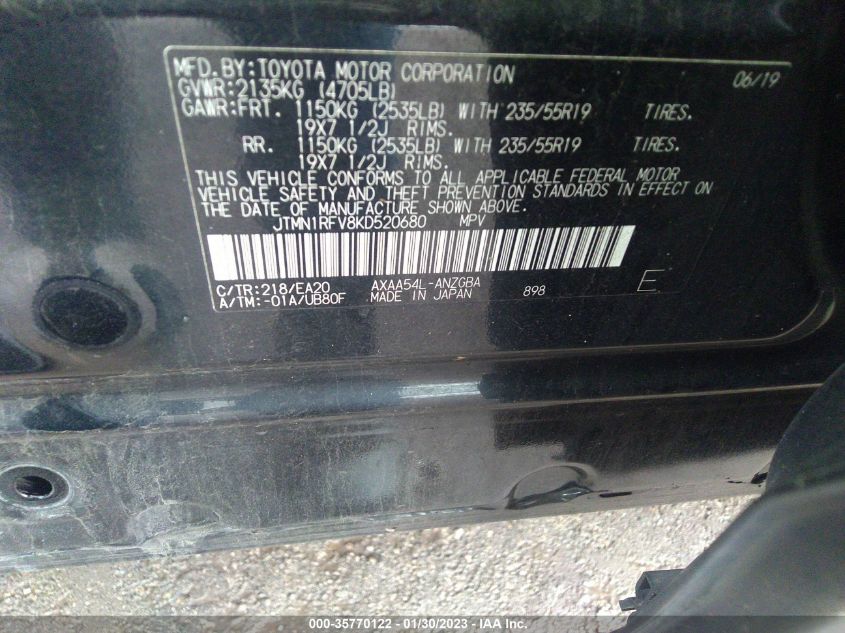 MFD.BY:TOYOTA MOTOR CORPORATION 06/19
GVWR:2135KG (4705LB)
GAWR:FRT. 1150KG (2535LB) WITH 235/55R19 TIRES.
19X7 1/2J RIMS.
RR. 1150KG (2535LB) WITH 235/55R19 TIRES.
19X7 1/2J RIMS.
THIS VEHICLE CONFORMS TO ALL APPLICABLE FEDERAL MOTOR
VEHICLE SAFETY AND THEFT PREVENTION STANDARDS IN EFFECT ON
THE DATE OF MANUFACTURE SHOWN ABOVE.
JTMN1RFV8KD520680 MPV
C/TR:218/EA20 AXAA54L-ANZGBA
A/TM:-01A/UB80F MADE IN JAPAN 898 E
000-35770122 - 01/30/2023 - IAA Inc.